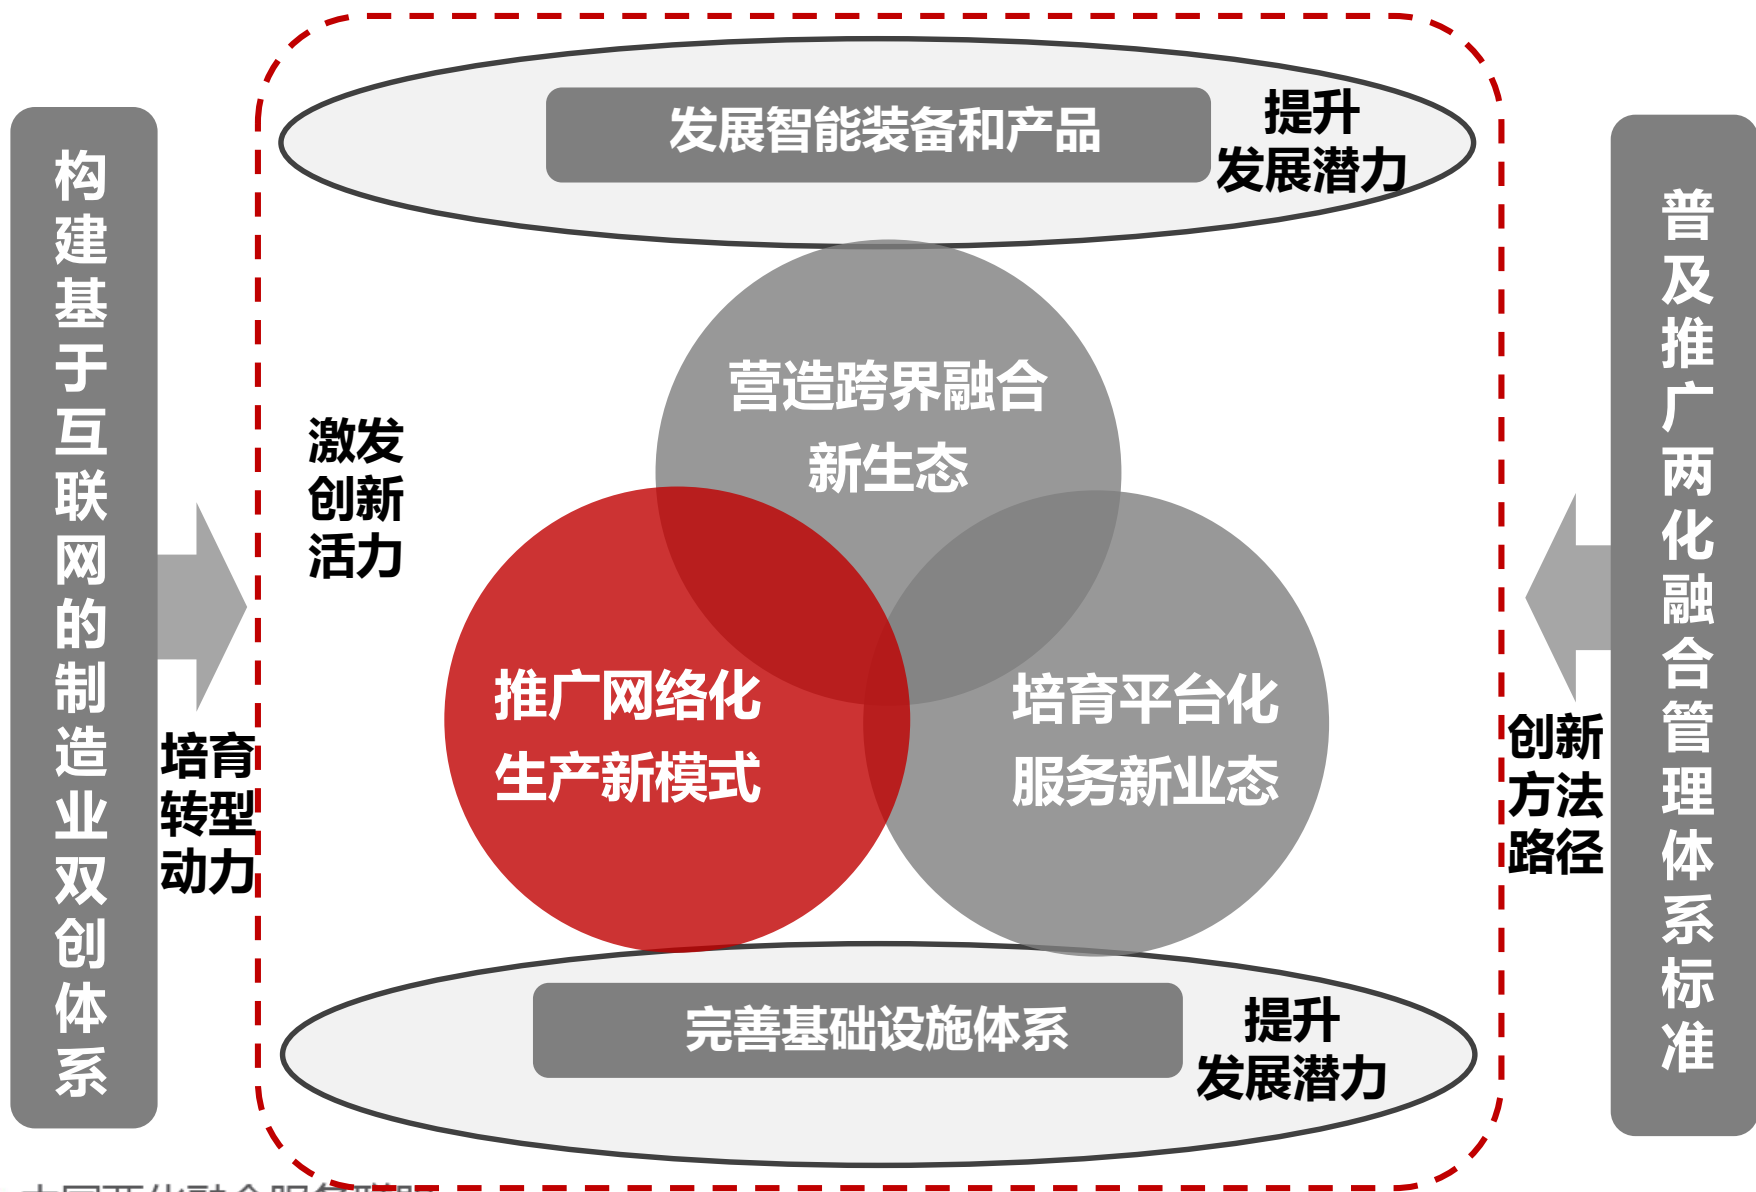 发展智能装备和产品
提升
发展潜力
构建基于互联网的制造业双创体系
普及推广两化融合管理体系标准
营造跨界融合
新生态
激发
创新
活力
推广网络化
生产新模式
培育平台化
服务新业态
培育
转型
动力
创新
方法
路径
完善基础设施体系
提升
发展潜力